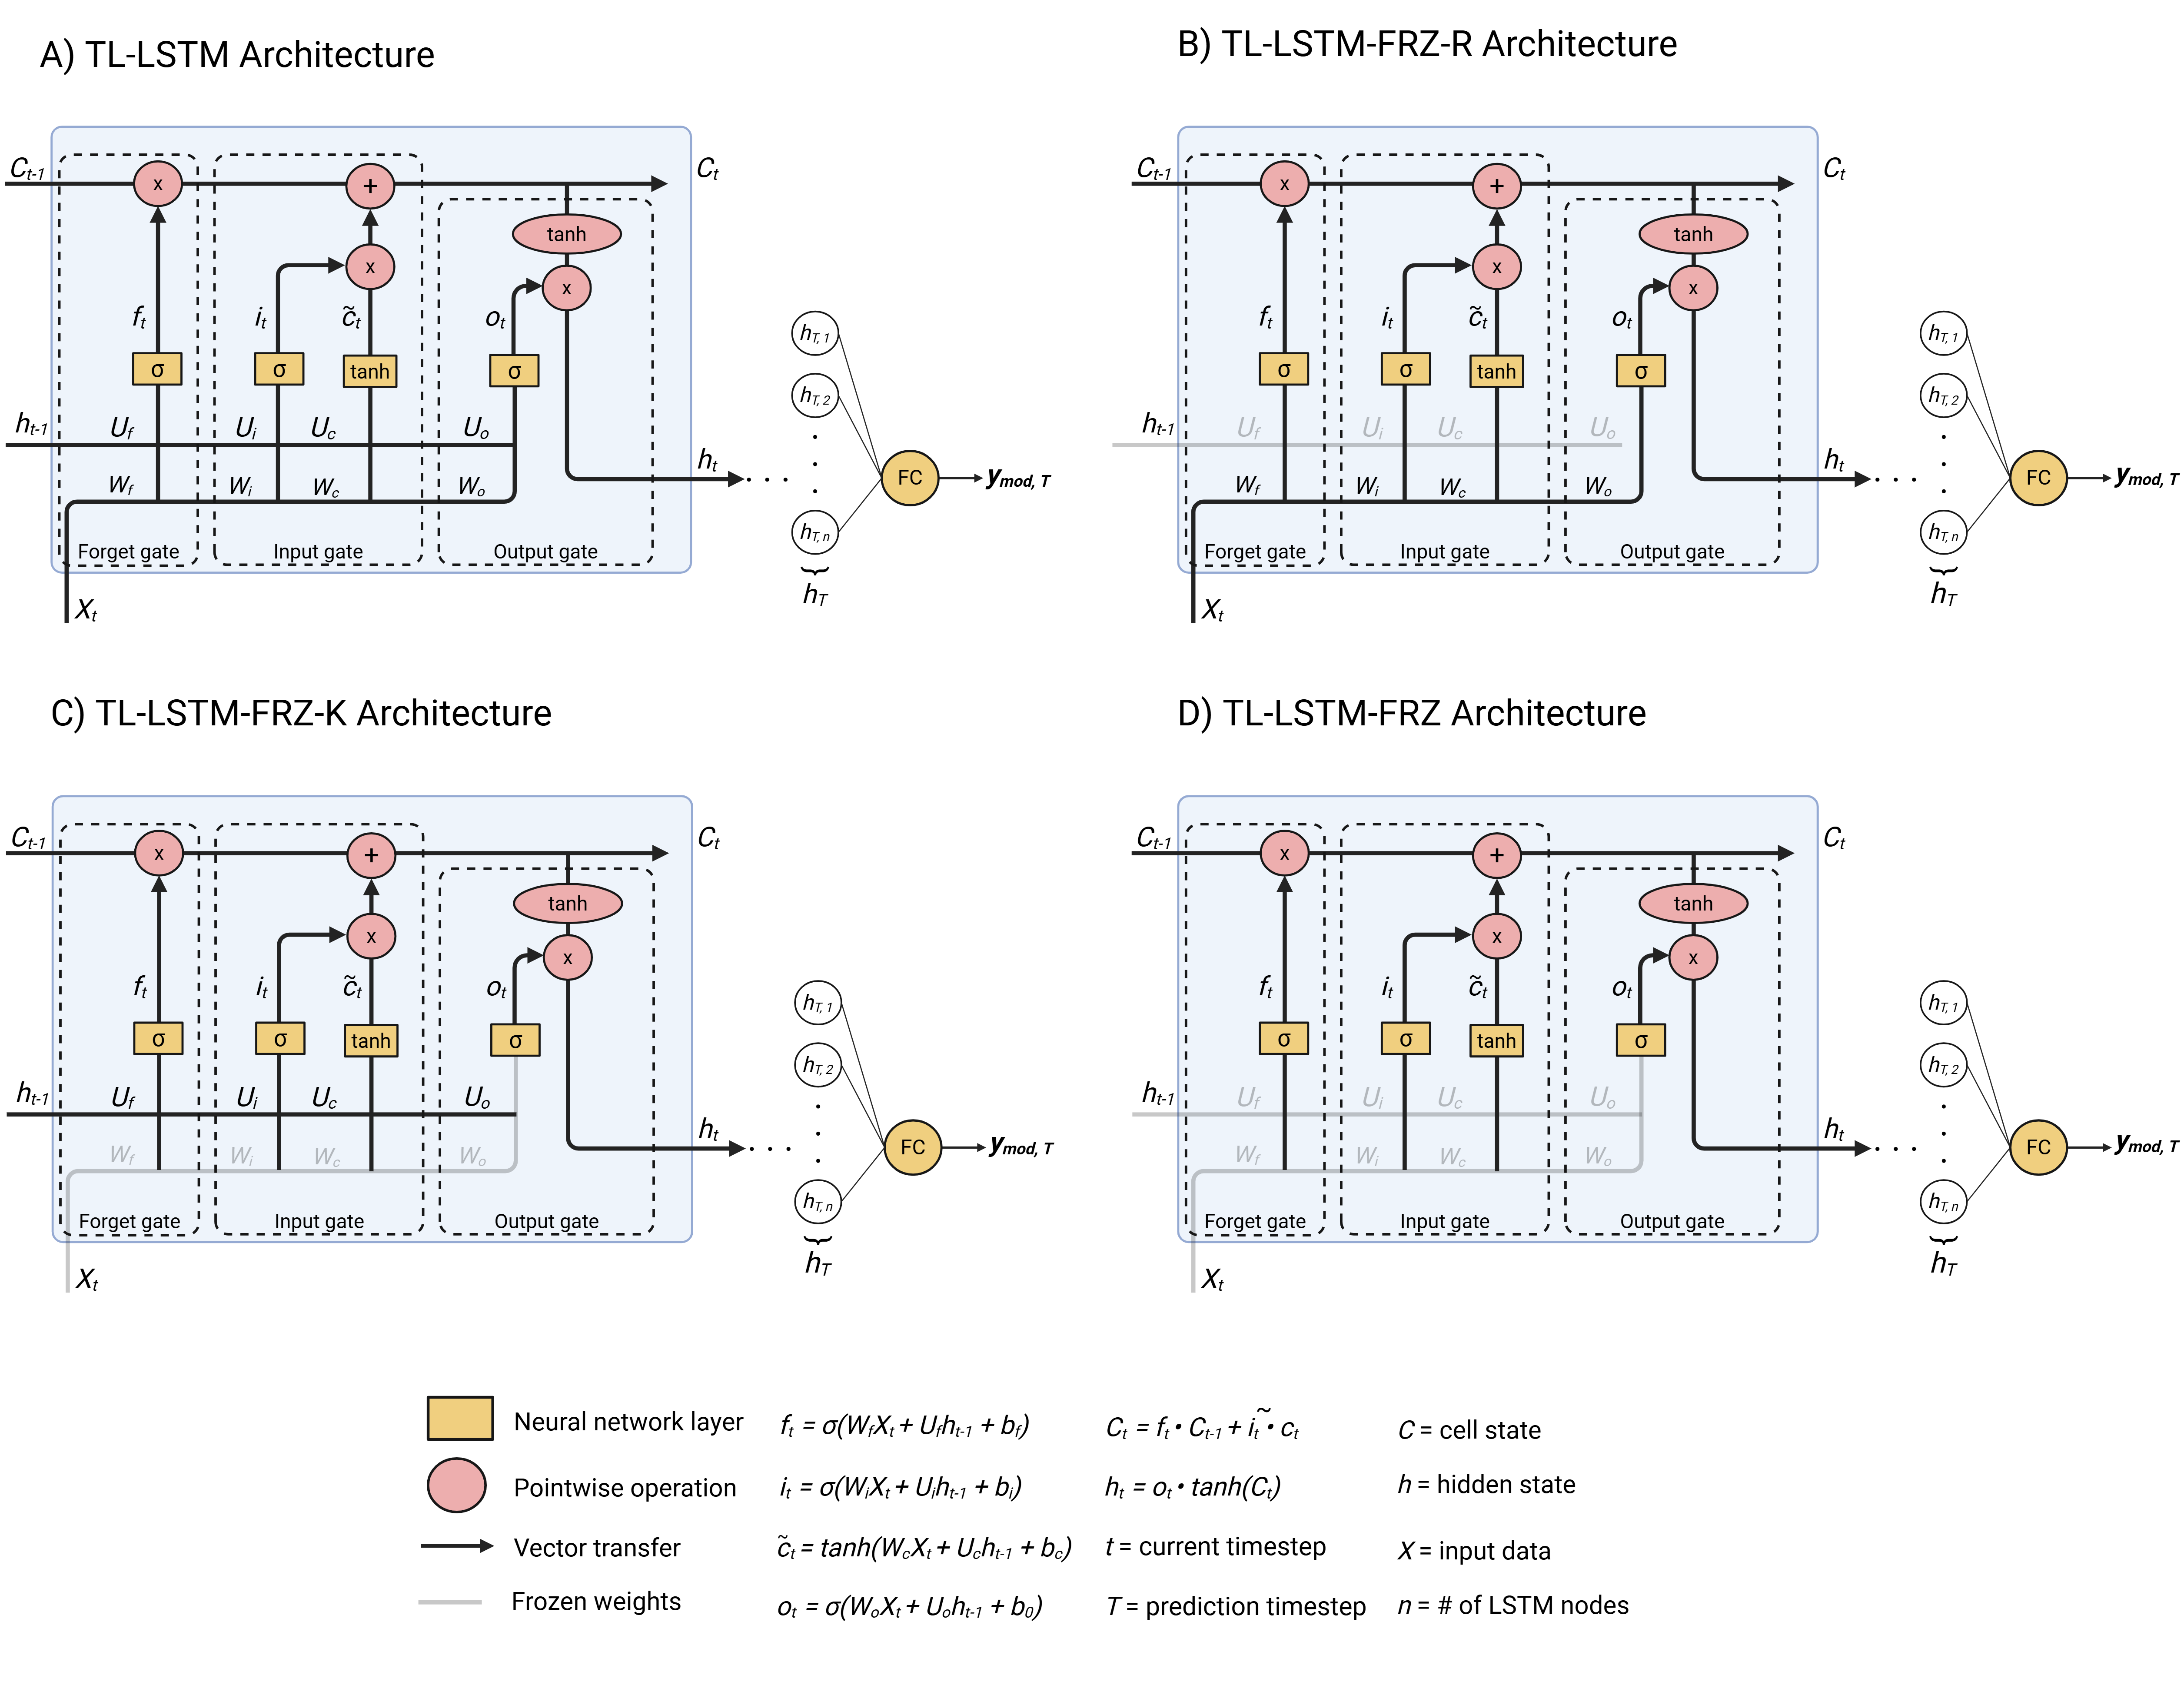 A) TL-LSTM Architecture
C_{t-1}
x
+
C_t
tanh
x
x
f_t
i_t
c̃_t
o_t
σ
σ
tanh
σ
h_{t-1}
U_f
U_i
U_c
U_o
W_f
W_i
W_c
W_o
h_t
Forget gate
Input gate
Output gate
X_t
h_{T,1}
h_{T,2}
h_{T,n}
h_T
FC
y_{mod, T}
B) TL-LSTM-FRZ-R Architecture
C_{t-1}
x
+
C_t
tanh
x
x
f_t
i_t
c̃_t
o_t
σ
σ
tanh
σ
h_{t-1}
U_f
U_i
U_c
U_o
W_f
W_i
W_c
W_o
h_t
Forget gate
Input gate
Output gate
X_t
h_{T,1}
h_{T,2}
h_{T,n}
h_T
FC
y_{mod, T}
C) TL-LSTM-FRZ-K Architecture
C_{t-1}
x
+
C_t
tanh
x
x
f_t
i_t
c̃_t
o_t
σ
σ
tanh
σ
h_{t-1}
U_f
U_i
U_c
U_o
W_f
W_i
W_c
W_o
h_t
Forget gate
Input gate
Output gate
X_t
h_{T,1}
h_{T,2}
h_{T,n}
h_T
FC
y_{mod, T}
D) TL-LSTM-FRZ Architecture
C_{t-1}
x
+
C_t
tanh
x
x
f_t
i_t
c̃_t
o_t
σ
σ
tanh
σ
h_{t-1}
U_f
U_i
U_c
U_o
W_f
W_i
W_c
W_o
h_t
Forget gate
Input gate
Output gate
X_t
h_{T,1}
h_{T,2}
h_{T,n}
h_T
FC
y_{mod, T}
Neural network layer
Pointwise operation
Vector transfer
Frozen weights
f_t = σ(W_fX_t + U_fh_{t-1} + b_f)
i_t = σ(W_iX_t + U_ih_{t-1} + b_i)
c̃_t = tanh(W_cX_t + U_ch_{t-1} + b_c)
o_t = σ(W_oX_t + U_oh_{t-1} + b_0)
C_t = f_t • C_{t-1} + i_t ~• c_t
h_t = o_t • tanh(C_t)
t = current timestep
T = prediction timestep
C = cell state
h = hidden state
X = input data
n = # of LSTM nodes